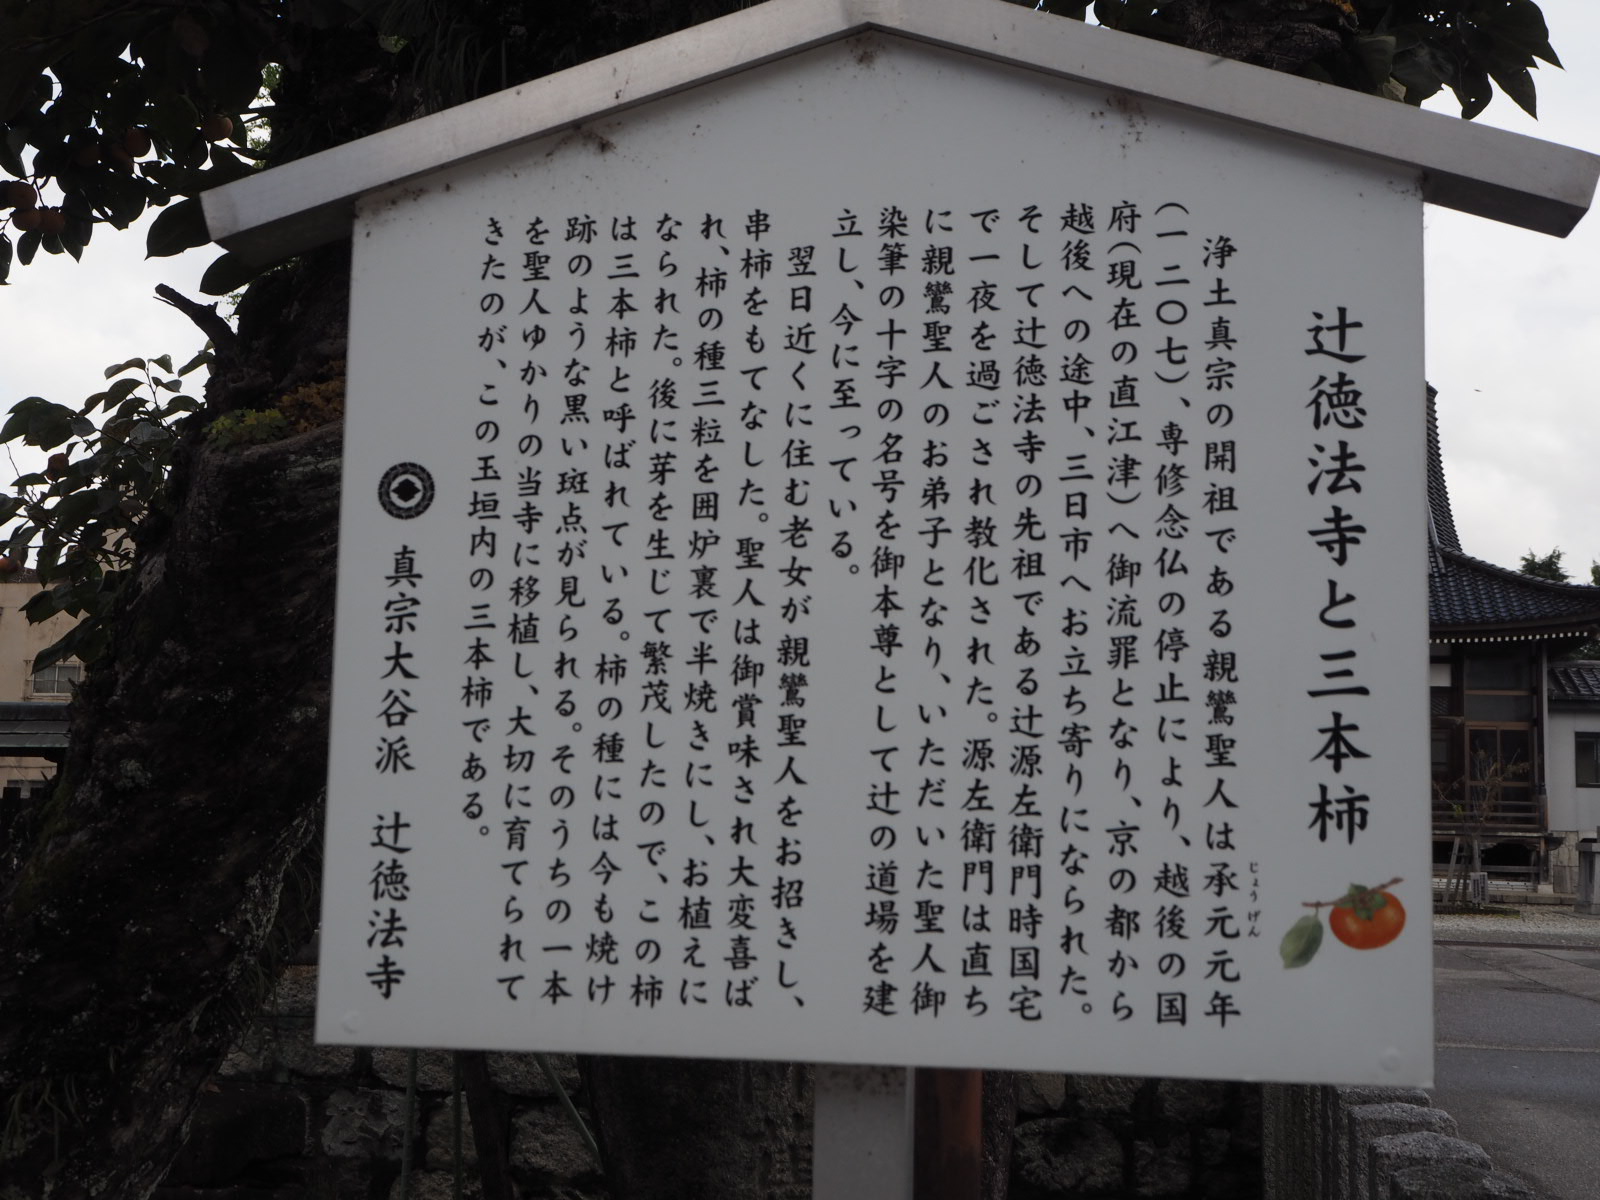 辻徳法寺と三本柿
浄土真宗の開祖である親鸞聖人は承元元年
じょうげん
(一二〇七)、専修念仏の停止により、越後の国
府(現在の直江津)へ御流罪となり、京の都から
越後への途中、三日市へお立ち寄りになられた。
そして辻徳法寺の先祖である辻源左衛門時国宅
で一夜を過ごされ教化された。源左衛門は直ち
に親鸞聖人のお弟子となり、いただいた聖人御
染筆の十字の名号を御本尊として辻の道場を建
立し、今に至っている。
翌日近くに住む老女が親鸞聖人をお招きし、
串柿をもてなした。聖人は御賞味され大変喜ば
れ、柿の種三粒を囲炉裏で半焼きにし、お植えに
なられた。後に芽を生じて繁茂したので、この柿
は三本柿と呼ばれている。柿の種には今も焼け
跡のような黒い斑点が見られる。そのうちの一本
を聖人ゆかりの当寺に移植し、大切に育てられて
きたのが、この玉垣内の三本柿である。
真宗大谷派 辻徳法寺